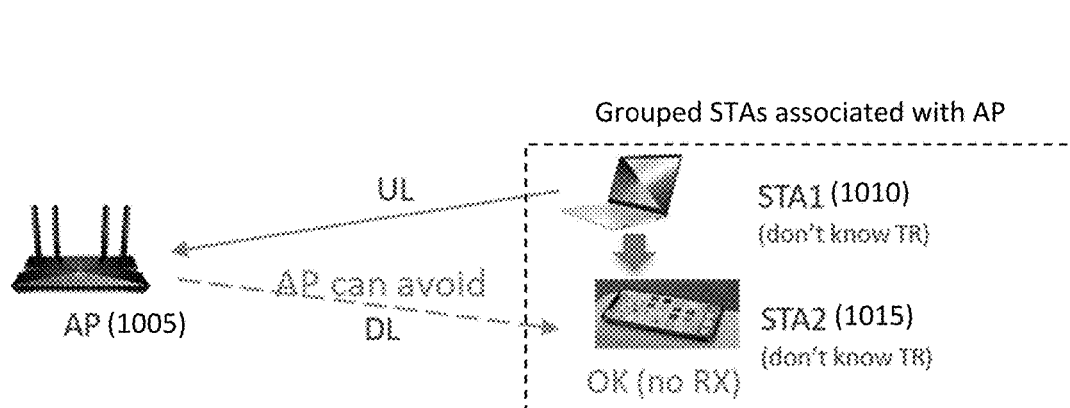 Grouped STAs associated with AP
UL
STA1 (1010)
(don't know TR)
AP can avoid
DL
AP (1005)
STA2 (1015)
(don't know TR)
OK (no RX)